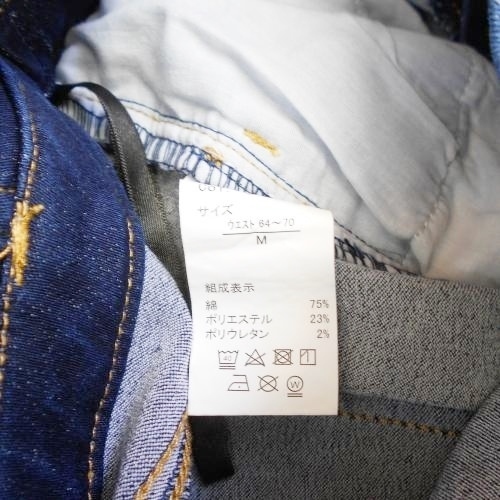 サイズ
ウエスト 64～70
M
組成表示
綿 75%
ポリエステル 23%
ポリウレタン 2%
40
W